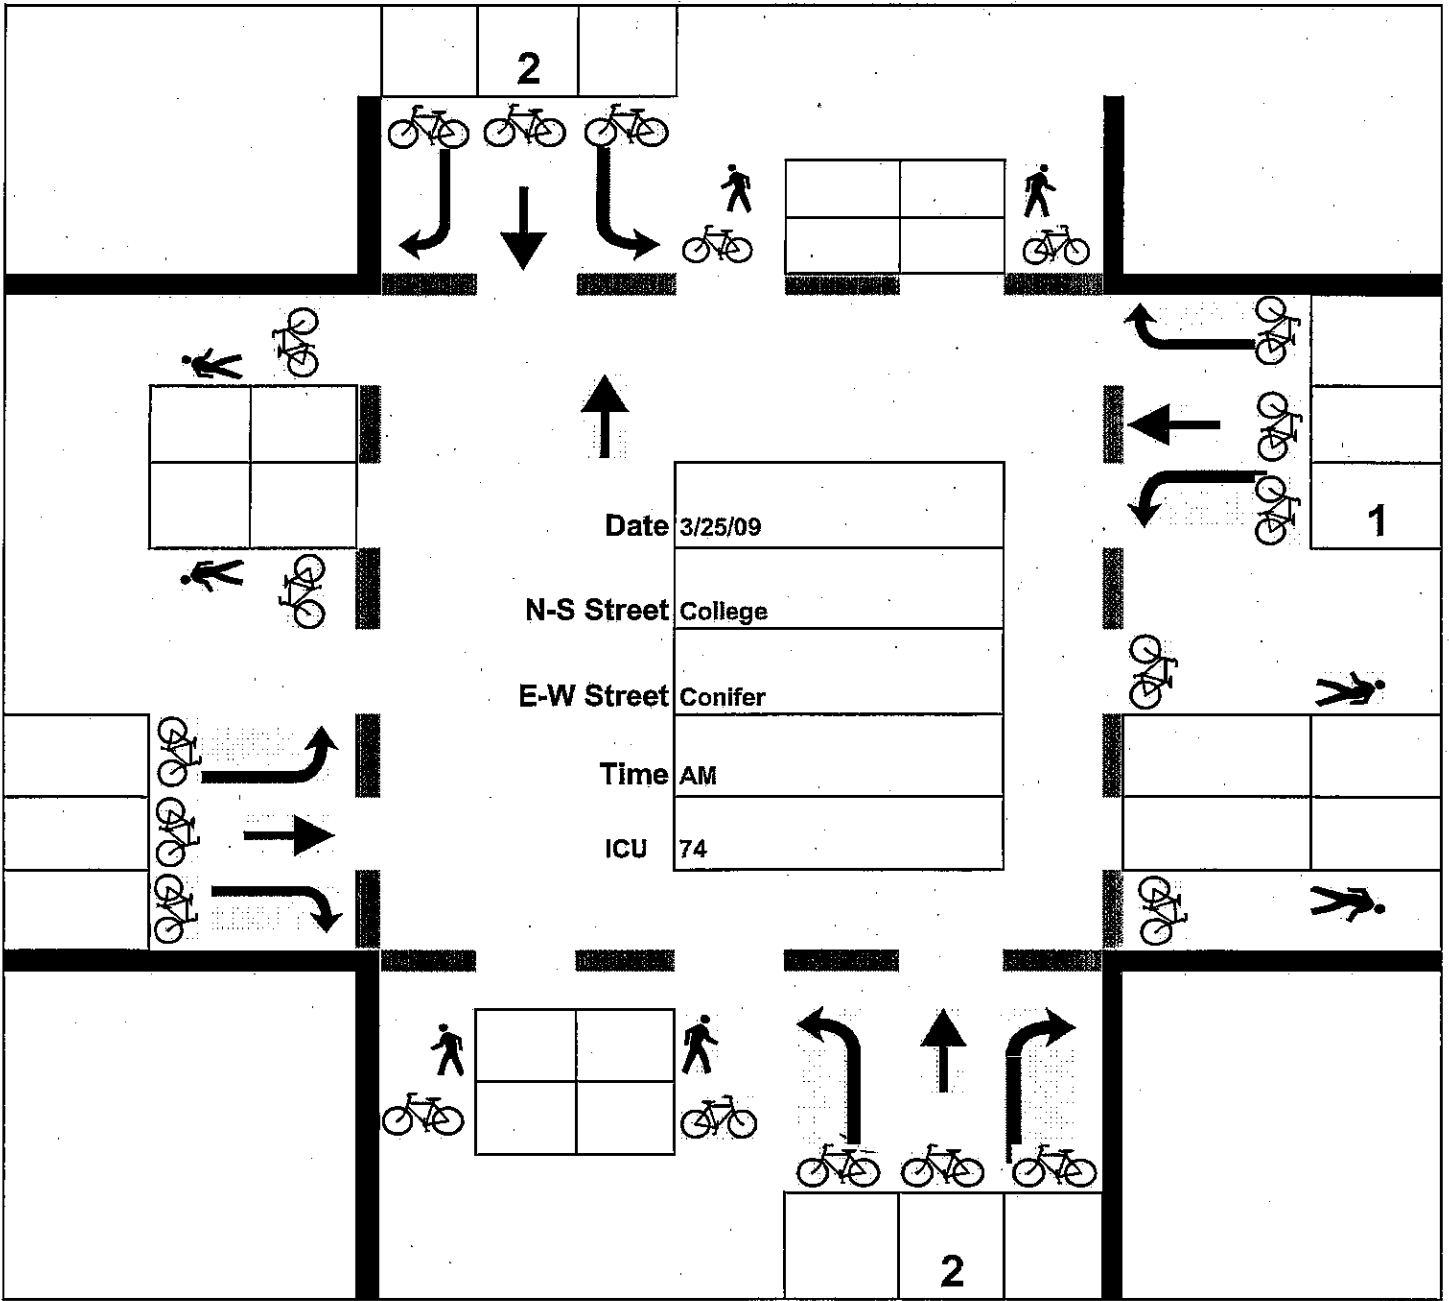 2
1
Date 3/25/09
N-S Street College
E-W Street Conifer
Time AM
ICU 74
2